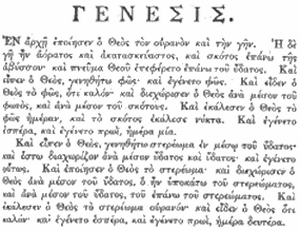 ΓΕΝΕΣΙΣ.
ἘΝ ἀρχῇ ἐποίησεν ὁ Θεὸς τὸν οὐρανὸν καὶ τὴν γῆν. Ἡ δὲ
γῆ ἦν ἀόρατος καὶ ἀκατασκεύαστος, καὶ σκότος ἐπάνω τῆς
ἀβύσσου· καὶ πνεῦμα Θεοῦ ἐπεφέρετο ἐπάνω τοῦ ὕδατος. Καὶ
εἶπεν ὁ Θεὸς, γενηθήτω φῶς· καὶ ἐγένετο φῶς. Καὶ εἶδεν ὁ
Θεὸς τὸ φῶς, ὅτι καλόν· καὶ διεχώρισεν ὁ Θεὸς ἀνὰ μέσον τοῦ
φωτὸς, καὶ ἀνὰ μέσον τοῦ σκότους. Καὶ ἐκάλεσεν ὁ Θεὸς τὸ
φῶς ἡμέραν, καὶ τὸ σκότος ἐκάλεσε νύκτα. Καὶ ἐγένετο
ἑσπέρα, καὶ ἐγένετο πρωῒ, ἡμέρα μία.
Καὶ εἶπεν ὁ Θεὸς, γενηθήτω στερέωμα ἐν μέσῳ τοῦ ὕδατος·
καὶ ἔστω διαχωρίζον ἀνὰ μέσον ὕδατος καὶ ὕδατος· καὶ ἐγένετο
οὕτως. Καὶ ἐποίησεν ὁ Θεὸς τὸ στερέωμα· καὶ διεχώρισεν ὁ
Θεὸς ἀνὰ μέσον τοῦ ὕδατος, ὃ ἦν ὑποκάτω τοῦ στερεώματος,
καὶ ἀνὰ μέσον τοῦ ὕδατος, τοῦ ἐπάνω τοῦ στερεώματος. Καὶ
ἐκάλεσεν ὁ Θεὸς τὸ στερέωμα οὐρανόν· καὶ εἶδεν ὁ Θεὸς ὅτι
καλόν· καὶ ἐγένετο ἑσπέρα, καὶ ἐγένετο πρωῒ, ἡμέρα δευτέρα.